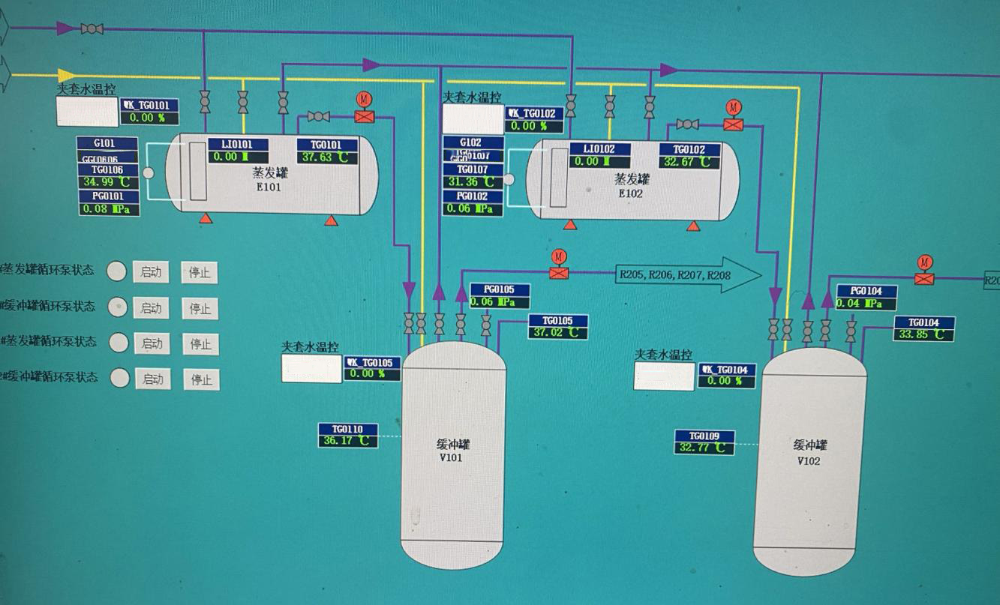 夹套水温控
WK_TG0101
0.00 %
G101
TG0106
34.99 ℃
PG0101
0.08 MPa
LI0101
0.00 M
TG0101
37.63 ℃
蒸发罐
E101
M
夹套水温控
WK_TG0102
0.00 %
G102
TG0107
31.36 ℃
PG0102
0.06 MPa
LI0102
0.00 M
TG0102
32.67 ℃
蒸发罐
E102
M
#蒸发罐循环泵状态
启动
停止
#缓冲罐循环泵状态
启动
停止
#蒸发罐循环泵状态
启动
停止
2#缓冲罐循环泵状态
启动
停止
M
R205, R206, R207, R208
PG0105
0.06 MPa
TG0105
37.02 ℃
夹套水温控
WK_TG0105
0.00 %
TG0110
36.17 ℃
缓冲罐
V101
M
R20
PG0104
0.04 MPa
TG0104
33.85 ℃
夹套水温控
WK_TG0104
0.00 %
TG0109
32.77 ℃
缓冲罐
V102